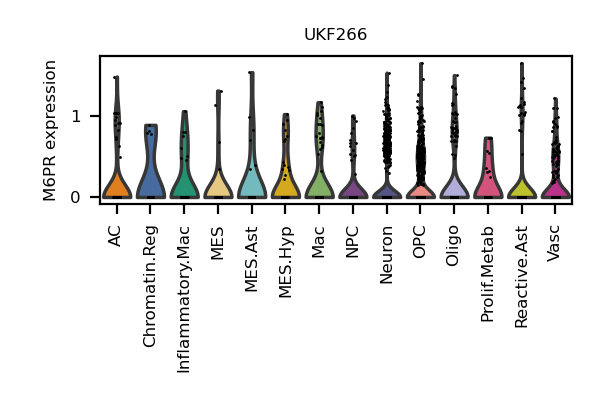 UKF266
M6PR expression
1
0
AC
Chromatin.Reg
Inflammatory.Mac
MES
MES.Ast
MES.Hyp
Mac
NPC
Neuron
OPC
Oligo
Prolif.Metab
Reactive.Ast
Vasc